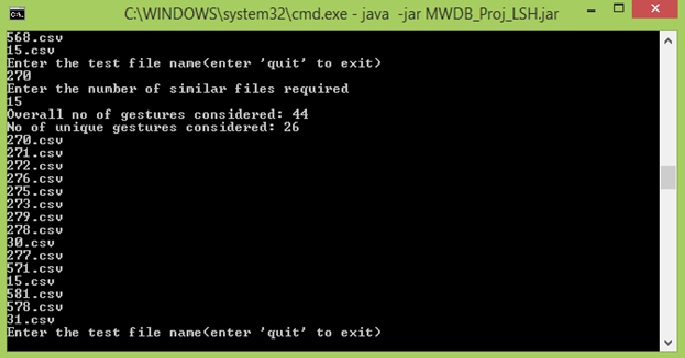 C:\WINDOWS\system32\cmd.exe - java  -jar MWDB_Proj_LSH.jar
568.csv
15.csv
Enter the test file name(enter 'quit' to exit)
270
Enter the number of similar files required
15
Overall no of gestures considered: 44
No of unique gestures considered: 26
270.csv
271.csv
272.csv
276.csv
275.csv
273.csv
279.csv
278.csv
30.csv
277.csv
571.csv
15.csv
581.csv
578.csv
31.csv
Enter the test file name(enter 'quit' to exit)